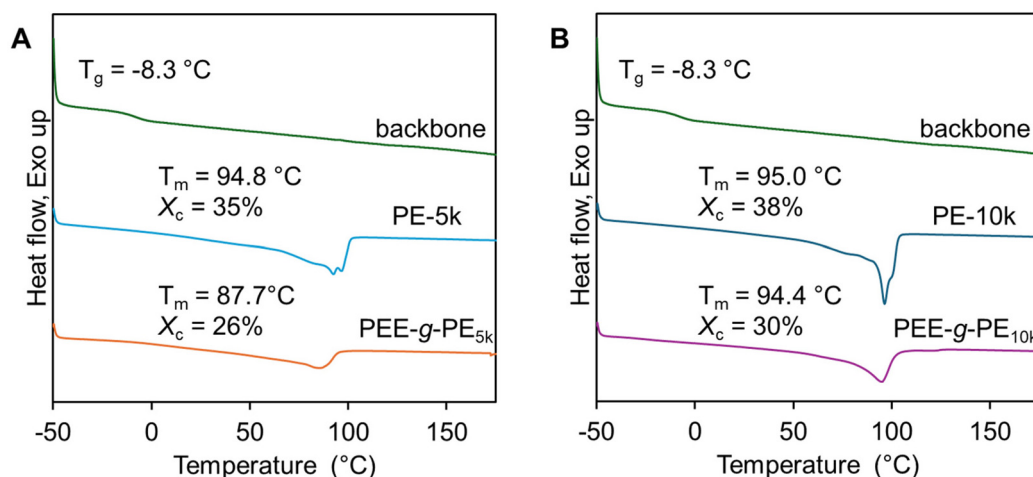 A
Heat flow, Exo up
T_g = -8.3 °C
backbone
T_m = 94.8 °C
X_c = 35%
PE-5k
T_m = 87.7°C
X_c = 26%
PEE-g-PE_5k
-50 0 50 100 150
Temperature (°C)
B
Heat flow, Exo up
T_g = -8.3 °C
backbone
T_m = 95.0 °C
X_c = 38%
PE-10k
T_m = 94.4 °C
X_c = 30%
PEE-g-PE_10k
-50 0 50 100 150
Temperature (°C)